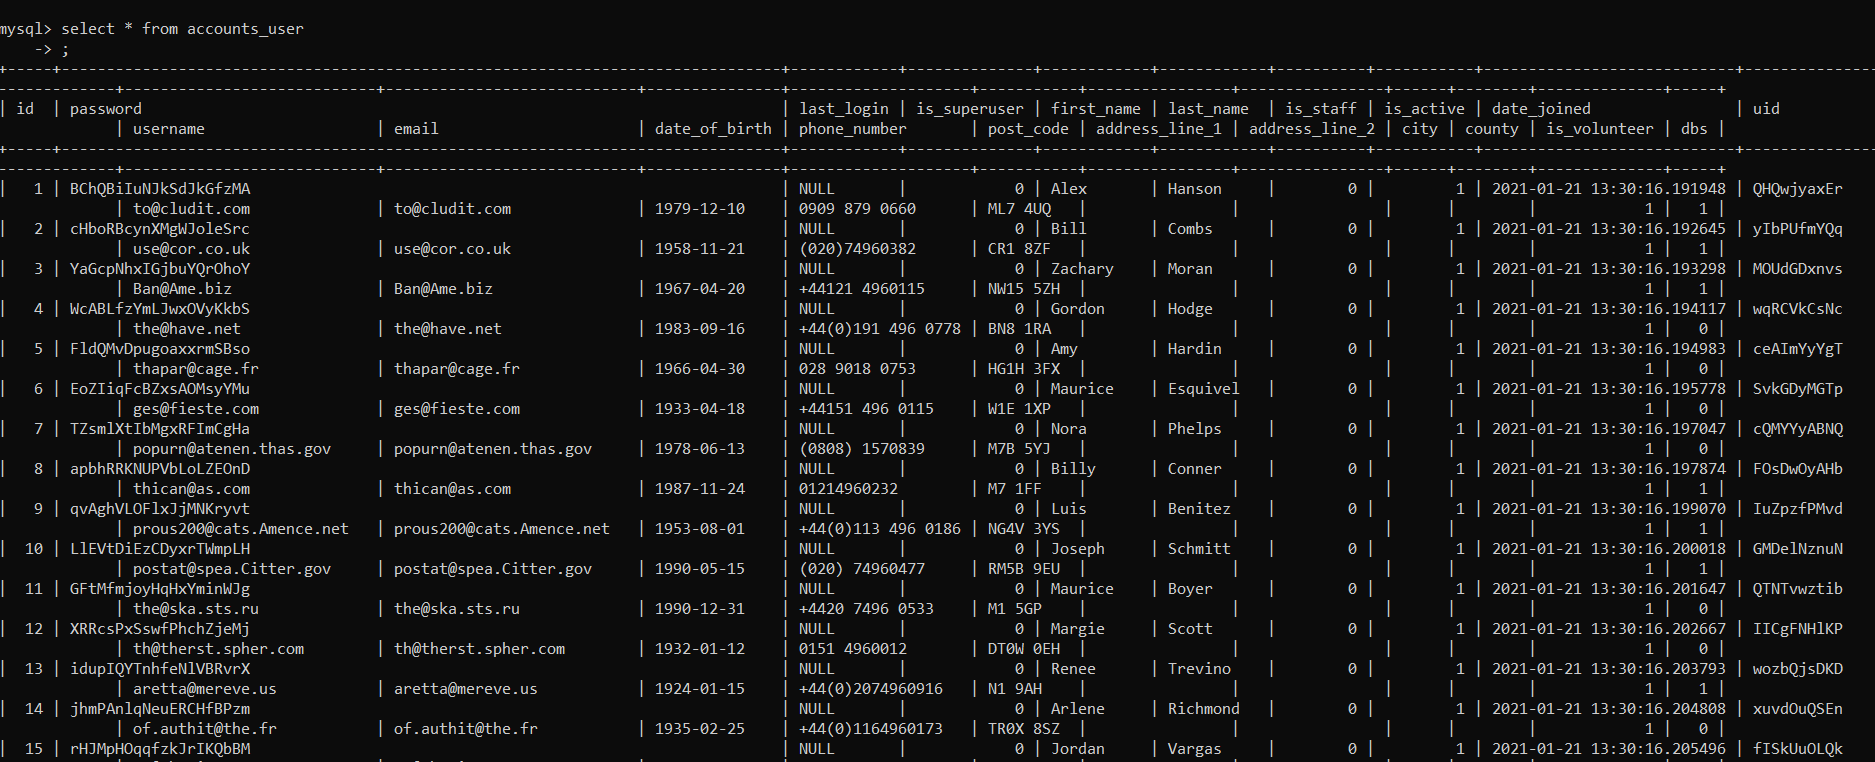 mysql> select * from accounts_user
    -> ;
| id | password | last_login | is_superuser | first_name | last_name | is_staff | is_active | date_joined | uid
| username | email | date_of_birth | phone_number | post_code | address_line_1 | address_line_2 | city | county | is_volunteer | dbs |
| 1 | BChQBiIuNJkSdJkGfzMA | NULL | 0 | Alex | Hanson | 0 | 1 | 2021-01-21 13:30:16.191948 | QHQwjyaxEr
| to@cludit.com | to@cludit.com | 1979-12-10 | 0909 879 0660 | ML7 4UQ | | | | | 1 | 1 |
| 2 | cHboRBcynXMgWJoleSrc | NULL | 0 | Bill | Combs | 0 | 1 | 2021-01-21 13:30:16.192645 | yIbPUfmYQq
| use@cor.co.uk | use@cor.co.uk | 1958-11-21 | (020)74960382 | CR1 8ZF | | | | | 1 | 1 |
| 3 | YaGcpNhxIGjbuYQrOhoY | NULL | 0 | Zachary | Moran | 0 | 1 | 2021-01-21 13:30:16.193298 | MOUdGDxnvs
| Ban@Ame.biz | Ban@Ame.biz | 1967-04-20 | +44121 4960115 | NW15 5ZH | | | | | 1 | 1 |
| 4 | WcABLfzYmLJwxOVyKkbS | NULL | 0 | Gordon | Hodge | 0 | 1 | 2021-01-21 13:30:16.194117 | wqRCVkCsNc
| the@have.net | the@have.net | 1983-09-16 | +44(0)191 496 0778 | BN8 1RA | | | | | 1 | 0 |
| 5 | FldQMvDpugoaxxrmSBso | NULL | 0 | Amy | Hardin | 0 | 1 | 2021-01-21 13:30:16.194983 | ceAImYyYgT
| thapar@cage.fr | thapar@cage.fr | 1966-04-30 | 028 9018 0753 | HG1H 3FX | | | | | 1 | 0 |
| 6 | EoZIiqFcBZxsAOMsyYMu | NULL | 0 | Maurice | Esquivel | 0 | 1 | 2021-01-21 13:30:16.195778 | SvkGDyMGTp
| ges@fieste.com | ges@fieste.com | 1933-04-18 | +44151 496 0115 | W1E 1XP | | | | | 1 | 0 |
| 7 | TZsmlXtIbMgxRFImCgHa | NULL | 0 | Nora | Phelps | 0 | 1 | 2021-01-21 13:30:16.197047 | cQMYYyABNQ
| popurn@atenen.thas.gov | popurn@atenen.thas.gov | 1978-06-13 | (0808) 1570839 | M7B 5YJ | | | | | 1 | 0 |
| 8 | apbhRRKNUPVbLoLZEOnD | NULL | 0 | Billy | Conner | 0 | 1 | 2021-01-21 13:30:16.197874 | FOsDwOyAHb
| thican@as.com | thican@as.com | 1987-11-24 | 01214960232 | M7 1FF | | | | | 1 | 1 |
| 9 | qvAghVLOFlxJjMNKryvt | NULL | 0 | Luis | Benitez | 0 | 1 | 2021-01-21 13:30:16.199070 | IuZpzfPMvd
| prous200@cats.Amence.net | prous200@cats.Amence.net | 1953-08-01 | +44(0)113 496 0186 | NG4V 3YS | | | | | 1 | 1 |
| 10 | LlEVtDiEzCDyxrTWmpLH | NULL | 0 | Joseph | Schmitt | 0 | 1 | 2021-01-21 13:30:16.200018 | GMDelNznuN
| postat@spea.Citter.gov | postat@spea.Citter.gov | 1990-05-15 | (020) 74960477 | RM5B 9EU | | | | | 1 | 1 |
| 11 | GFtMfmjoyHqHxYminWJg | NULL | 0 | Maurice | Boyer | 0 | 1 | 2021-01-21 13:30:16.201647 | QTNTvwztib
| the@ska.sts.ru | the@ska.sts.ru | 1990-12-31 | +4420 7496 0533 | M1 5GP | | | | | 1 | 0 |
| 12 | XRRcsPxSswfPhchZjeMj | NULL | 0 | Margie | Scott | 0 | 1 | 2021-01-21 13:30:16.202667 | IICgFNHlKP
| th@therst.spher.com | th@therst.spher.com | 1932-01-12 | 0151 4960012 | DT0W 0EH | | | | | 1 | 0 |
| 13 | idupIQYTnhfeNlVBRvrX | NULL | 0 | Renee | Trevino | 0 | 1 | 2021-01-21 13:30:16.203793 | wozbQjsDKD
| aretta@mereve.us | aretta@mereve.us | 1924-01-15 | +44(0)2074960916 | N1 9AH | | | | | 1 | 1 |
| 14 | jhmPAnlqNeuERCHfBPzm | NULL | 0 | Arlene | Richmond | 0 | 1 | 2021-01-21 13:30:16.204808 | xuvdOuQSEn
| of.authit@the.fr | of.authit@the.fr | 1935-02-25 | +44(0)1164960173 | TR0X 8SZ | | | | | 1 | 0 |
| 15 | rHJMpHOqqfzkJrIKQbBM | NULL | 0 | Jordan | Vargas | 0 | 1 | 2021-01-21 13:30:16.205496 | fISkUuOLQk